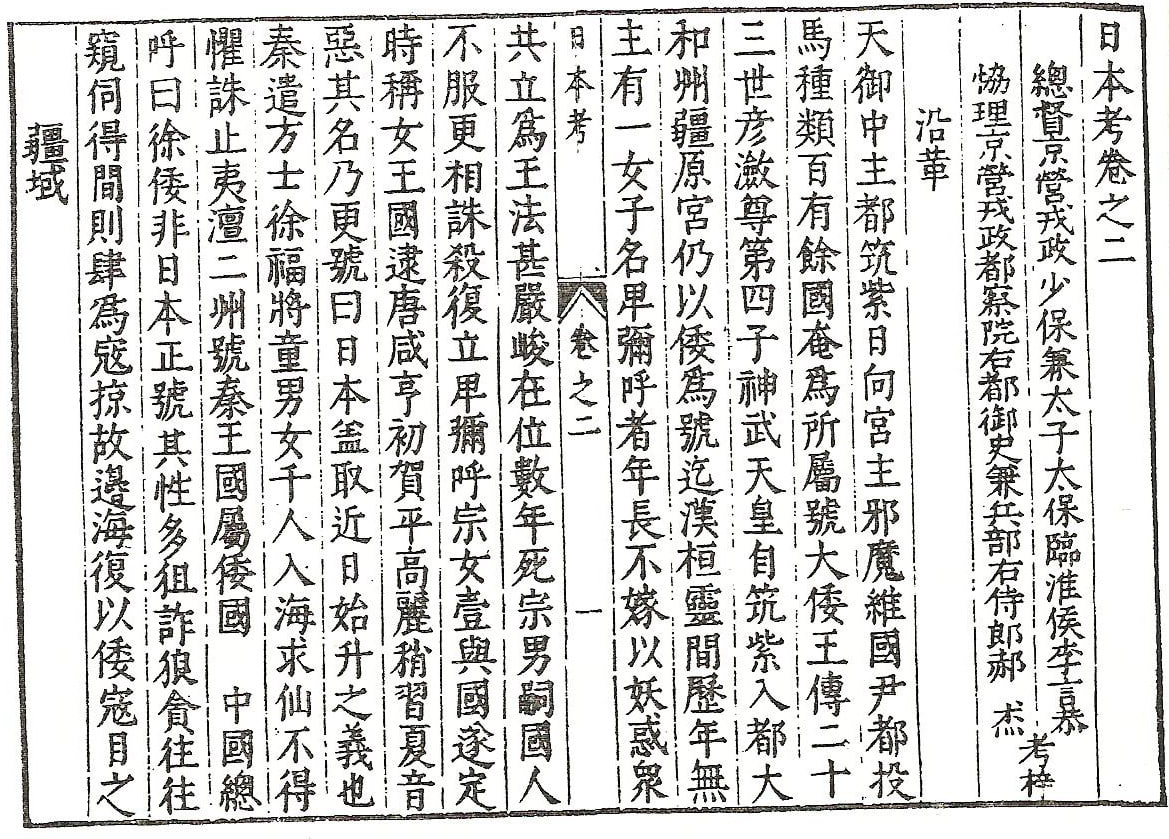 日本考卷之二
總督京營戎政少保兼太子太保臨淮侯李言恭
協理京營戎政都察院右都御史兼兵部右侍郎郝 杰
考梓
沿革
天御中主都筑紫日向宮主邪魔維國尹都投
馬種類百有餘國奄為所屬號大倭王傳二十
三世彦瀲尊第四子神武天皇自筑紫入都大
和州疆原宮仍以倭為號迄漢桓靈間歷年無
主有一女子名甲彌呼者年長不嫁以妖惑眾
日本考 卷之二 一
共立為王法甚嚴峻在位數年死宗男嗣國人
不服更相誅殺復立甲彌呼宗女壹與國遂定
時稱女王國逮唐咸亨初賀平高麗稍習夏音
惡其名乃更號曰日本盖取近日始升之義也
秦遣方士徐福將童男女千人入海求仙不得
懼誅止夷澶二州號秦王國屬倭國 中國總
呼曰徐倭非日本正號其性多狙詐狼貪往往
窺伺得間則肆為寇掠故邊海復以倭寇目之
疆域